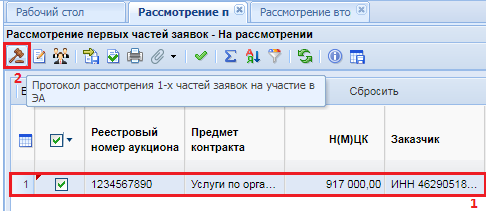 Рабочий стол Рассмотрение п Рассмотрение вто
Рассмотрение первых частей заявок - На рассмотрении
2
Протокол рассмотрения 1-х частей заявок на участие в ЭА
Сбросить
Реестровый номер аукциона Предмет контракта Н(М)ЦК Заказчик
1 1234567890 Услуги по орга... 917 000,00 ИНН 46290518...
1